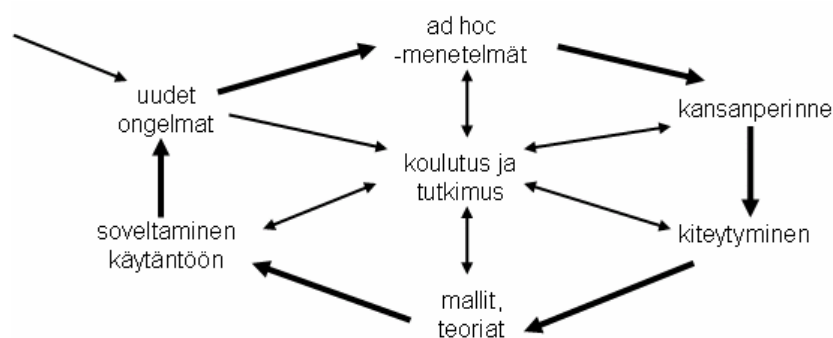 ad hoc
-menetelmät
uudet
ongelmat
kansanperinne
koulutus ja
tutkimus
soveltaminen
käytäntöön
kiteytyminen
mallit,
teoriat